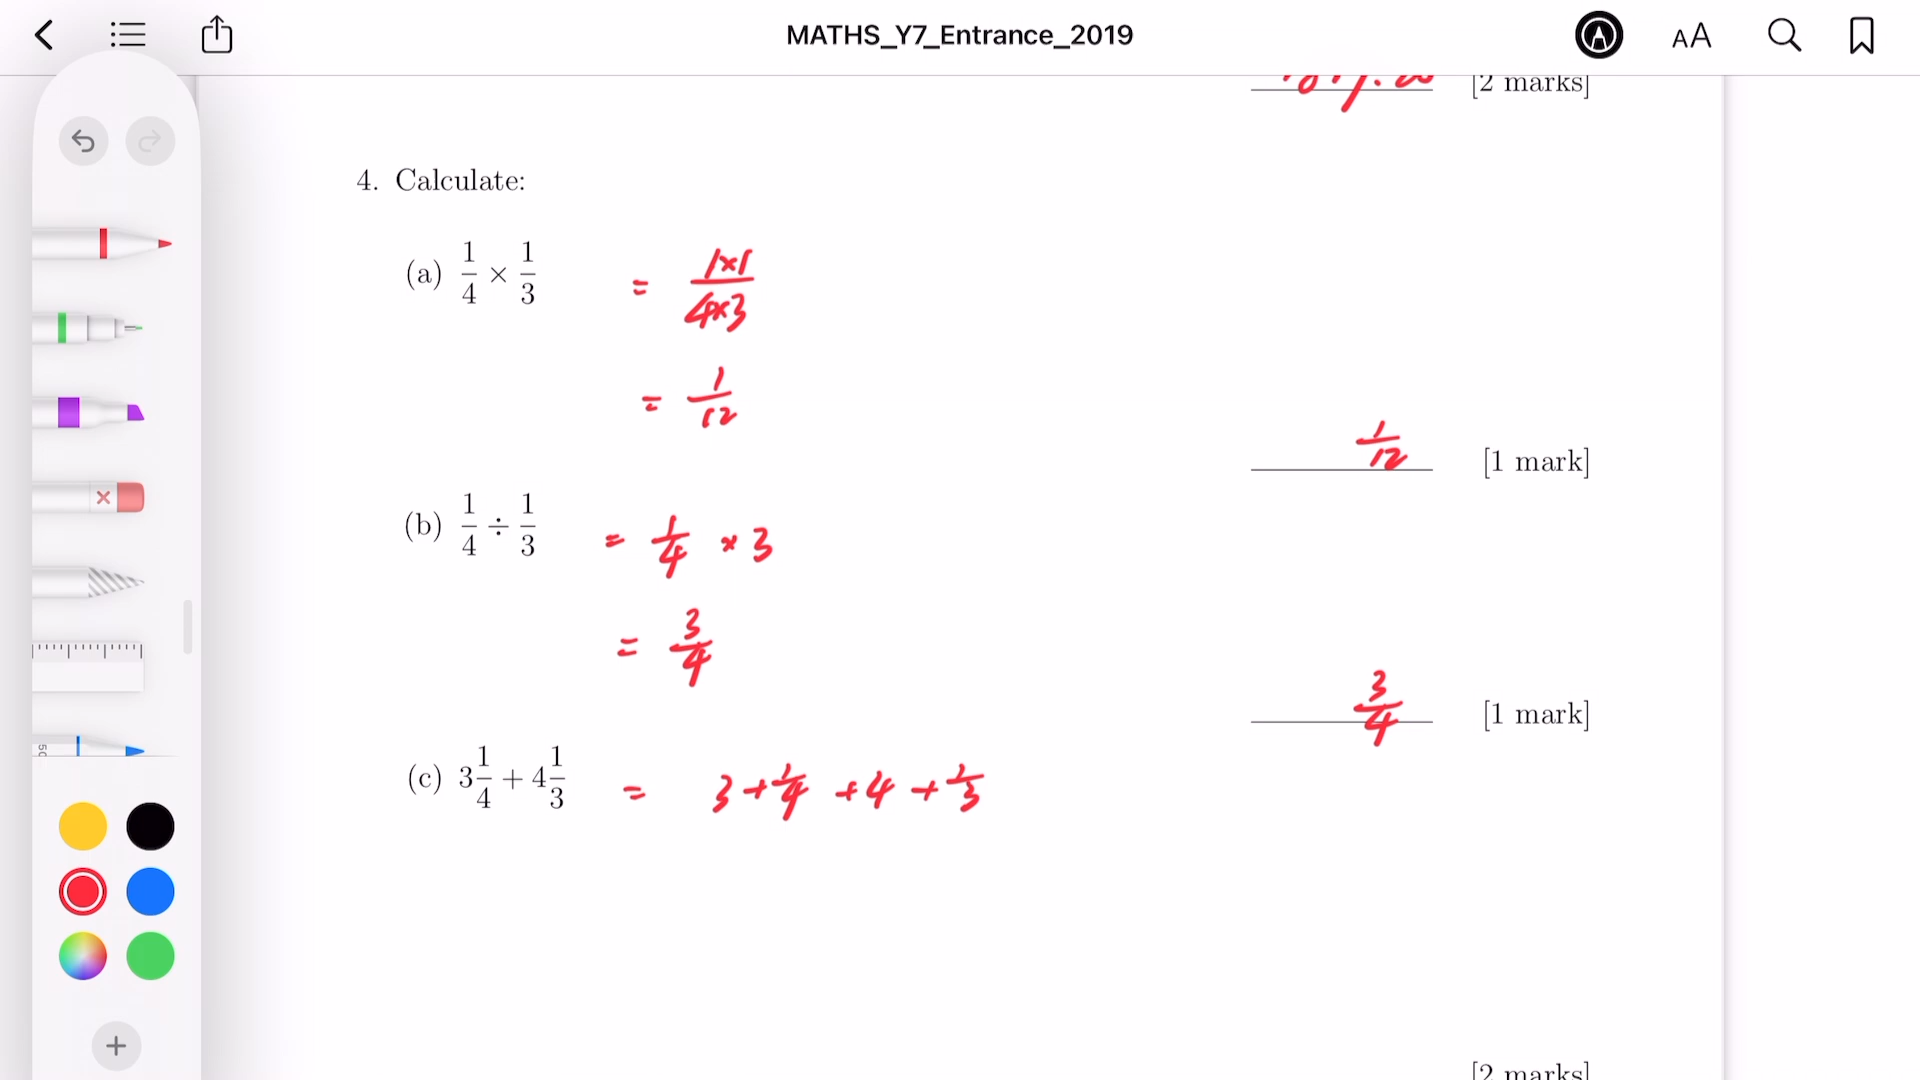 MATHS_Y7_Entrance_2019
AA
[2 marks]
4. Calculate:
(a) 1/4 × 1/3 = 1×1/4×3
= 1/12
1/12 [1 mark]
(b) 1/4 ÷ 1/3 = 1/4 × 3
= 3/4
3/4 [1 mark]
(c) 3 1/4 + 4 1/3 = 3 + 1/4 + 4 + 1/3
[2 marks]